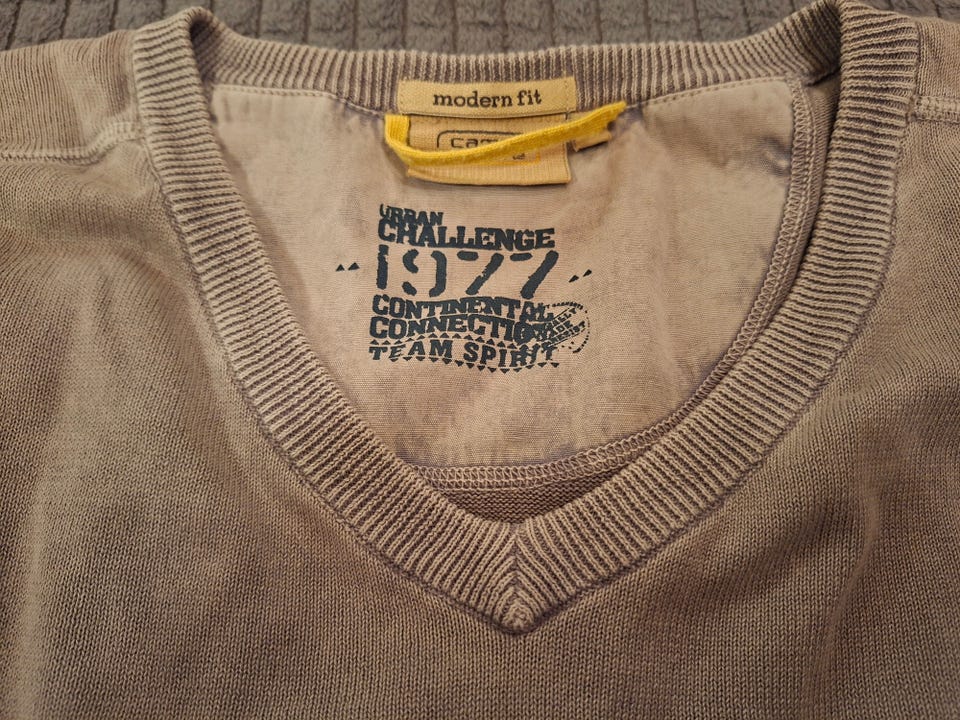 modern fit
URBAN
CHALLENGE
1977
CONTINENTAL
CONNECTION
TEAM SPIRIT